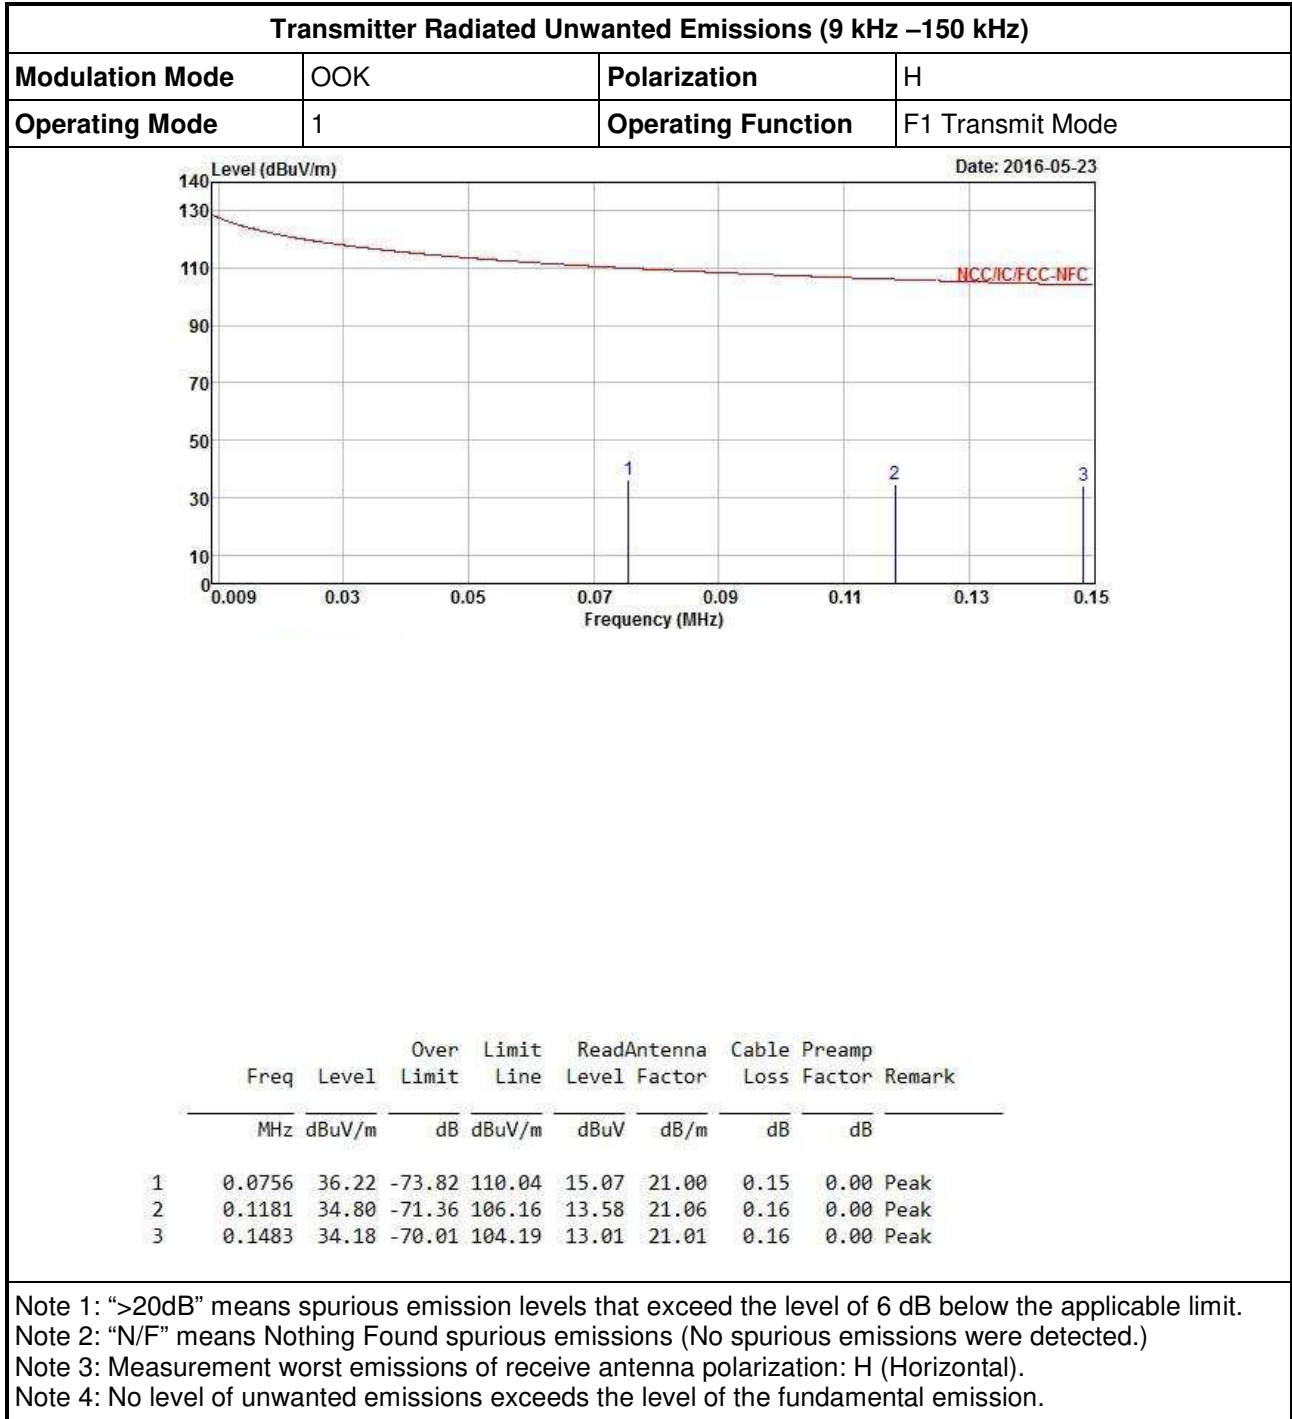 Transmitter Radiated Unwanted Emissions (9 kHz –150 kHz)
Modulation Mode OOK Polarization H
Operating Mode 1 Operating Function F1 Transmit Mode
Level (dBuV/m) Date: 2016-05-23
140
130
110
NCC/IC/FCC-NFC
90
70
50
1 2 3
30
10
0
0.009 0.03 0.05 0.07 0.09 0.11 0.13 0.15
Frequency (MHz)
Over Limit ReadAntenna Cable Preamp
Freq Level Limit Line Level Factor Loss Factor Remark
MHz dBuV/m dB dBuV/m dBuV dB/m dB dB
1 0.0756 36.22 -73.82 110.04 15.07 21.00 0.15 0.00 Peak
2 0.1181 34.80 -71.36 106.16 13.58 21.06 0.16 0.00 Peak
3 0.1483 34.18 -70.01 104.19 13.01 21.01 0.16 0.00 Peak
Note 1: “>20dB” means spurious emission levels that exceed the level of 6 dB below the applicable limit.
Note 2: “N/F” means Nothing Found spurious emissions (No spurious emissions were detected.)
Note 3: Measurement worst emissions of receive antenna polarization: H (Horizontal).
Note 4: No level of unwanted emissions exceeds the level of the fundamental emission.